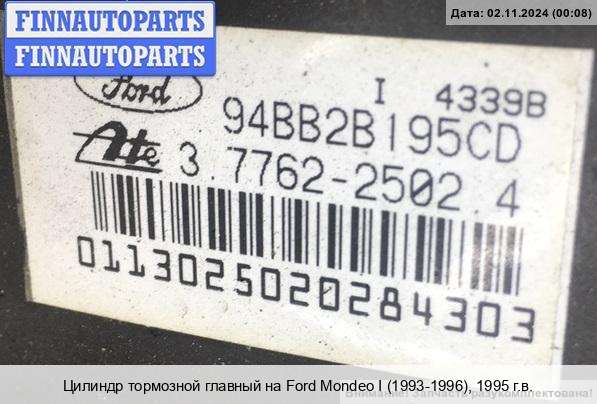 FINNAUTOPARTS
FINNAUTOPARTS
Дата: 02.11.2024 (00:08)
Ford
I 4339B
94BB2B195CD
Ate 3.7762-2502.4
0113025020284303
Цилиндр тормозной главный на Ford Mondeo I (1993-1996), 1995 г.в.
Внимание! Запчасть разукомплектована!